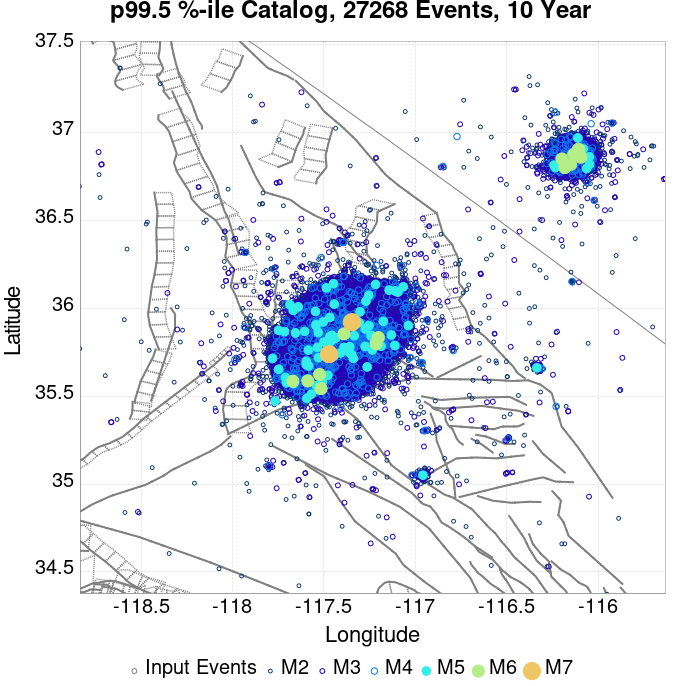 p99.5 %-ile Catalog, 27268 Events, 10 Year
37.5
37
36.5
36
35.5
35
34.5
Latitude
-118.5 -118 -117.5 -117 -116.5 -116
Longitude
Input Events M2 M3 M4 M5 M6 M7